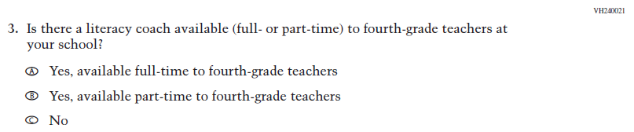 VH240021
3. Is there a literacy coach available (full- or part-time) to fourth-grade teachers at
your school?
Ⓐ Yes, available full-time to fourth-grade teachers
Ⓑ Yes, available part-time to fourth-grade teachers
Ⓒ No